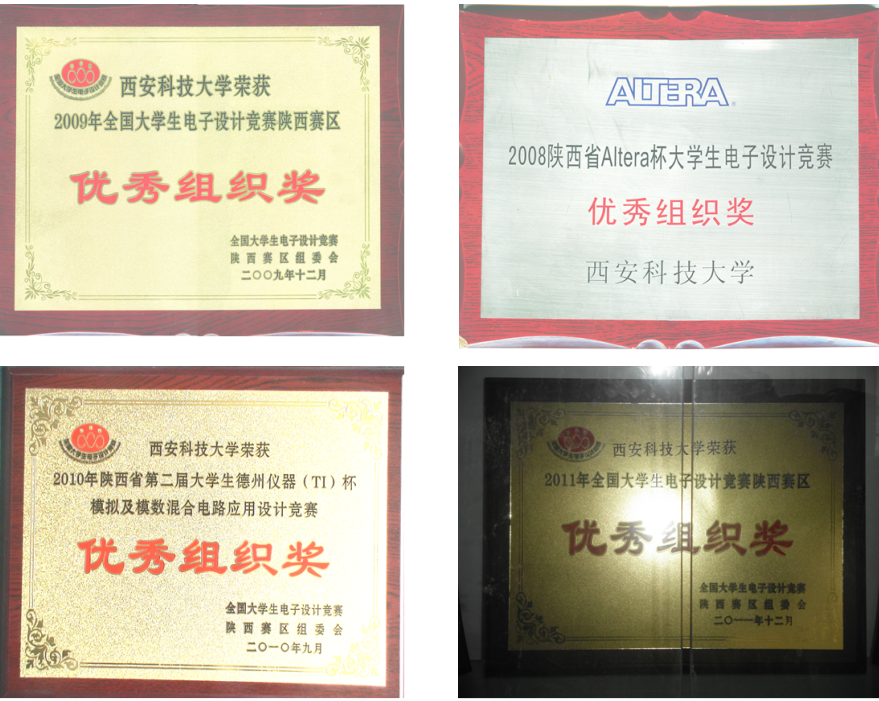 西安科技大学荣获
2009年全国大学生电子设计竞赛陕西赛区
优秀组织奖
全国大学生电子设计竞赛
陕西赛区组委会
二〇〇九年十二月
ALTERA
2008陕西省Altera杯大学生电子设计竞赛
优秀组织奖
西安科技大学
西安科技大学荣获
2010年陕西省第二届大学生德州仪器（TI）杯
模拟及模数混合电路应用设计竞赛
优秀组织奖
全国大学生电子设计竞赛
陕西赛区组委会
二〇一〇年九月
西安科技大学荣获
2011年全国大学生电子设计竞赛陕西赛区
优秀组织奖
全国大学生电子设计竞赛
陕西赛区组委会
二〇一一年十二月